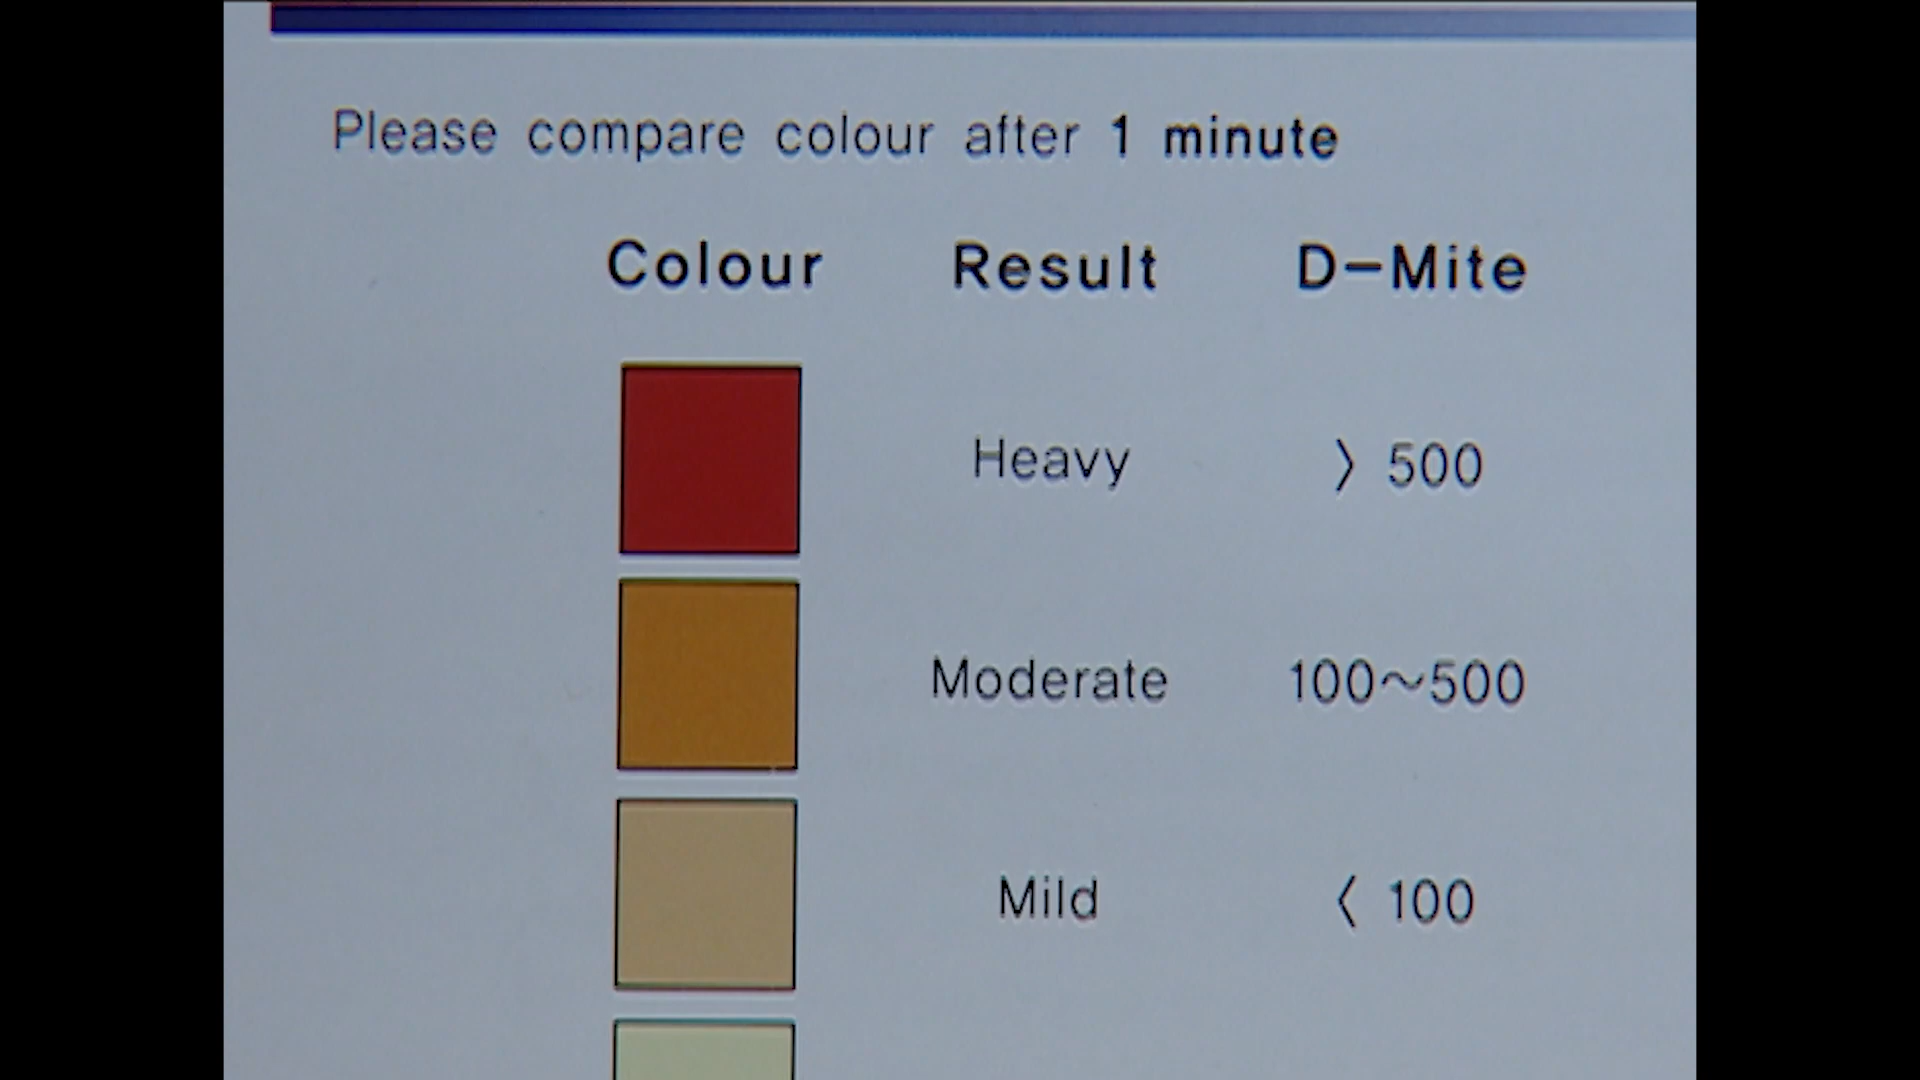 Please compare colour after 1 minute
Colour Result D-Mite
Heavy 〉 500
Moderate 100~500
Mild 〈 100